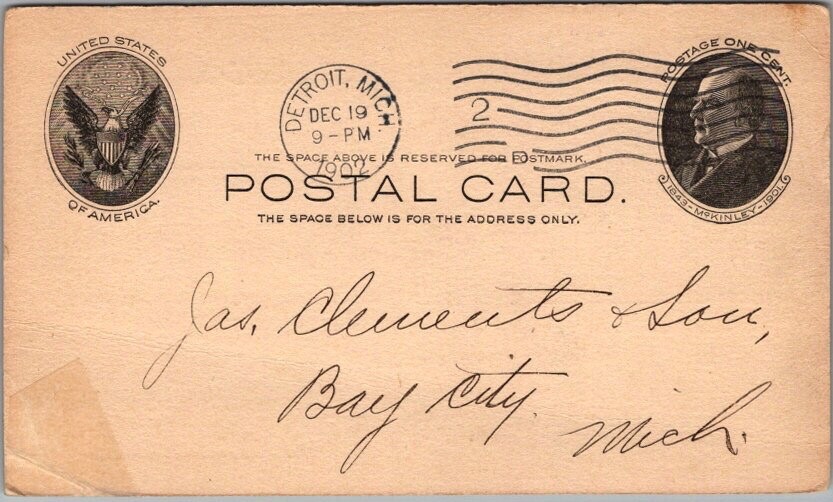 UNITED STATES
OF AMERICA.
DETROIT, MICH
DEC 19
9-PM
1902
2
POSTAGE ONE CENT.
1843-McKINLEY-1901.
THE SPACE ABOVE IS RESERVED FOR POSTMARK.
POSTAL CARD.
THE SPACE BELOW IS FOR THE ADDRESS ONLY.
Jas. Clements & Son,
Bay City.
Mich.